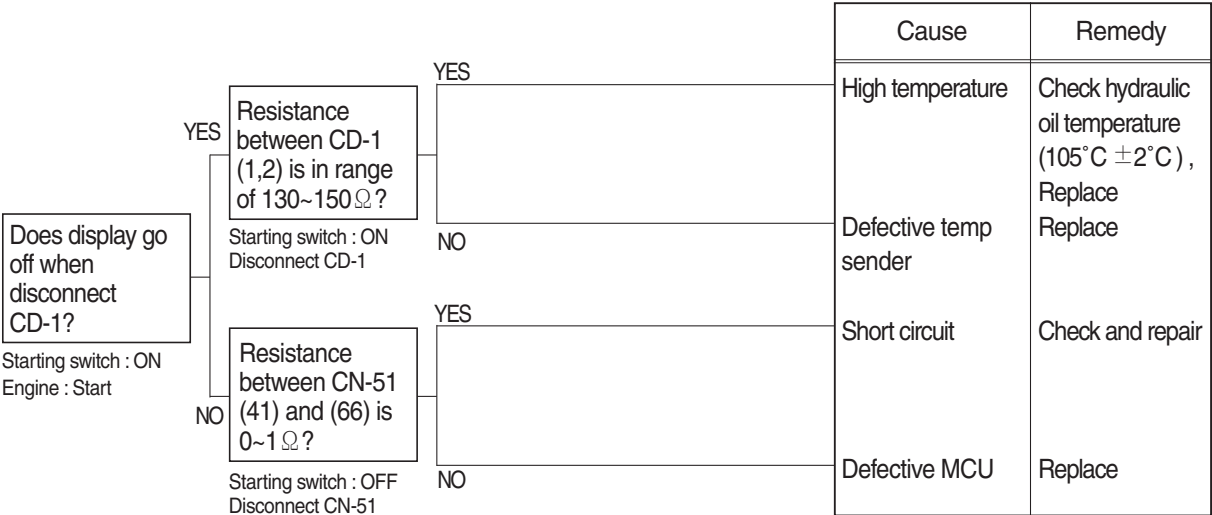 Cause
Remedy
YES
High temperature
Check hydraulic
oil temperature
(105˚C ±2˚C) ,
Replace
YES
Resistance
between CD-1
(1,2) is in range
of 130~150Ω?
Starting switch : ON
Disconnect CD-1
NO
Defective temp
sender
Replace
Does display go
off when
disconnect
CD-1?
Starting switch : ON
Engine : Start
YES
Short circuit
Check and repair
NO
Resistance
between CN-51
(41) and (66) is
0~1Ω?
Starting switch : OFF
Disconnect CN-51
NO
Defective MCU
Replace